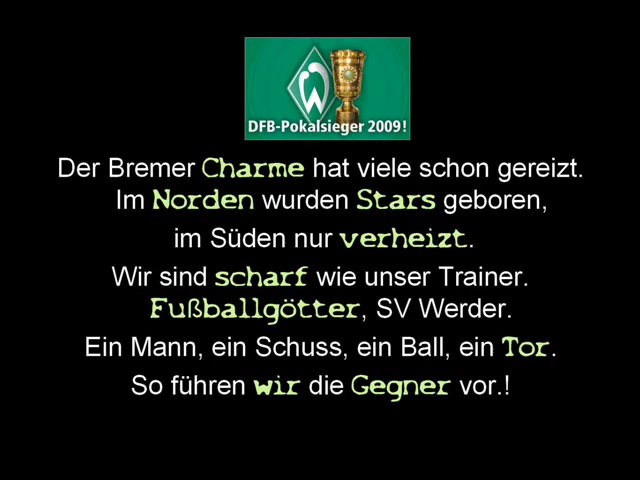 DFB-Pokalsieger 2009!
Der Bremer Charme hat viele schon gereizt.
Im Norden wurden Stars geboren,
im Süden nur verheizt.
Wir sind scharf wie unser Trainer.
Fußballgötter, SV Werder.
Ein Mann, ein Schuss, ein Ball, ein Tor.
So führen wir die Gegner vor.!